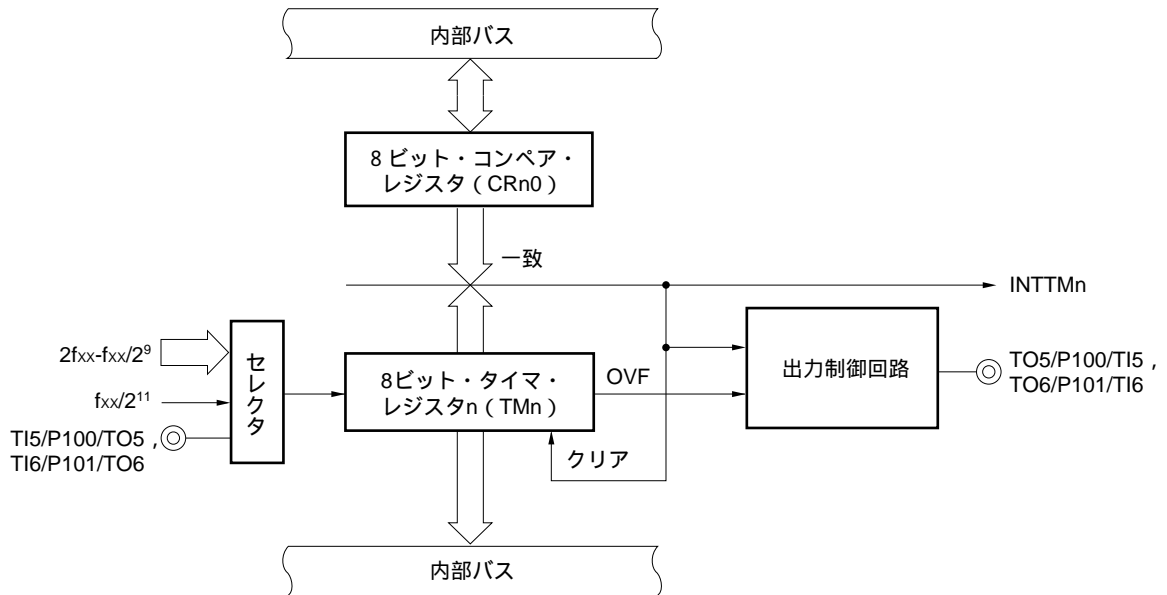 内部バス
8 ビット・コンペア・
レジスタ（CRn0）
一致
INTTMn
2fxx-fxx/2⁹
fxx/2¹¹
TI5/P100/TO5 ,
TI6/P101/TO6
セレクタ
8ビット・タイマ・
レジスタn（TMn）
OVF
クリア
出力制御回路
TO5/P100/TI5 ,
TO6/P101/TI6
内部バス